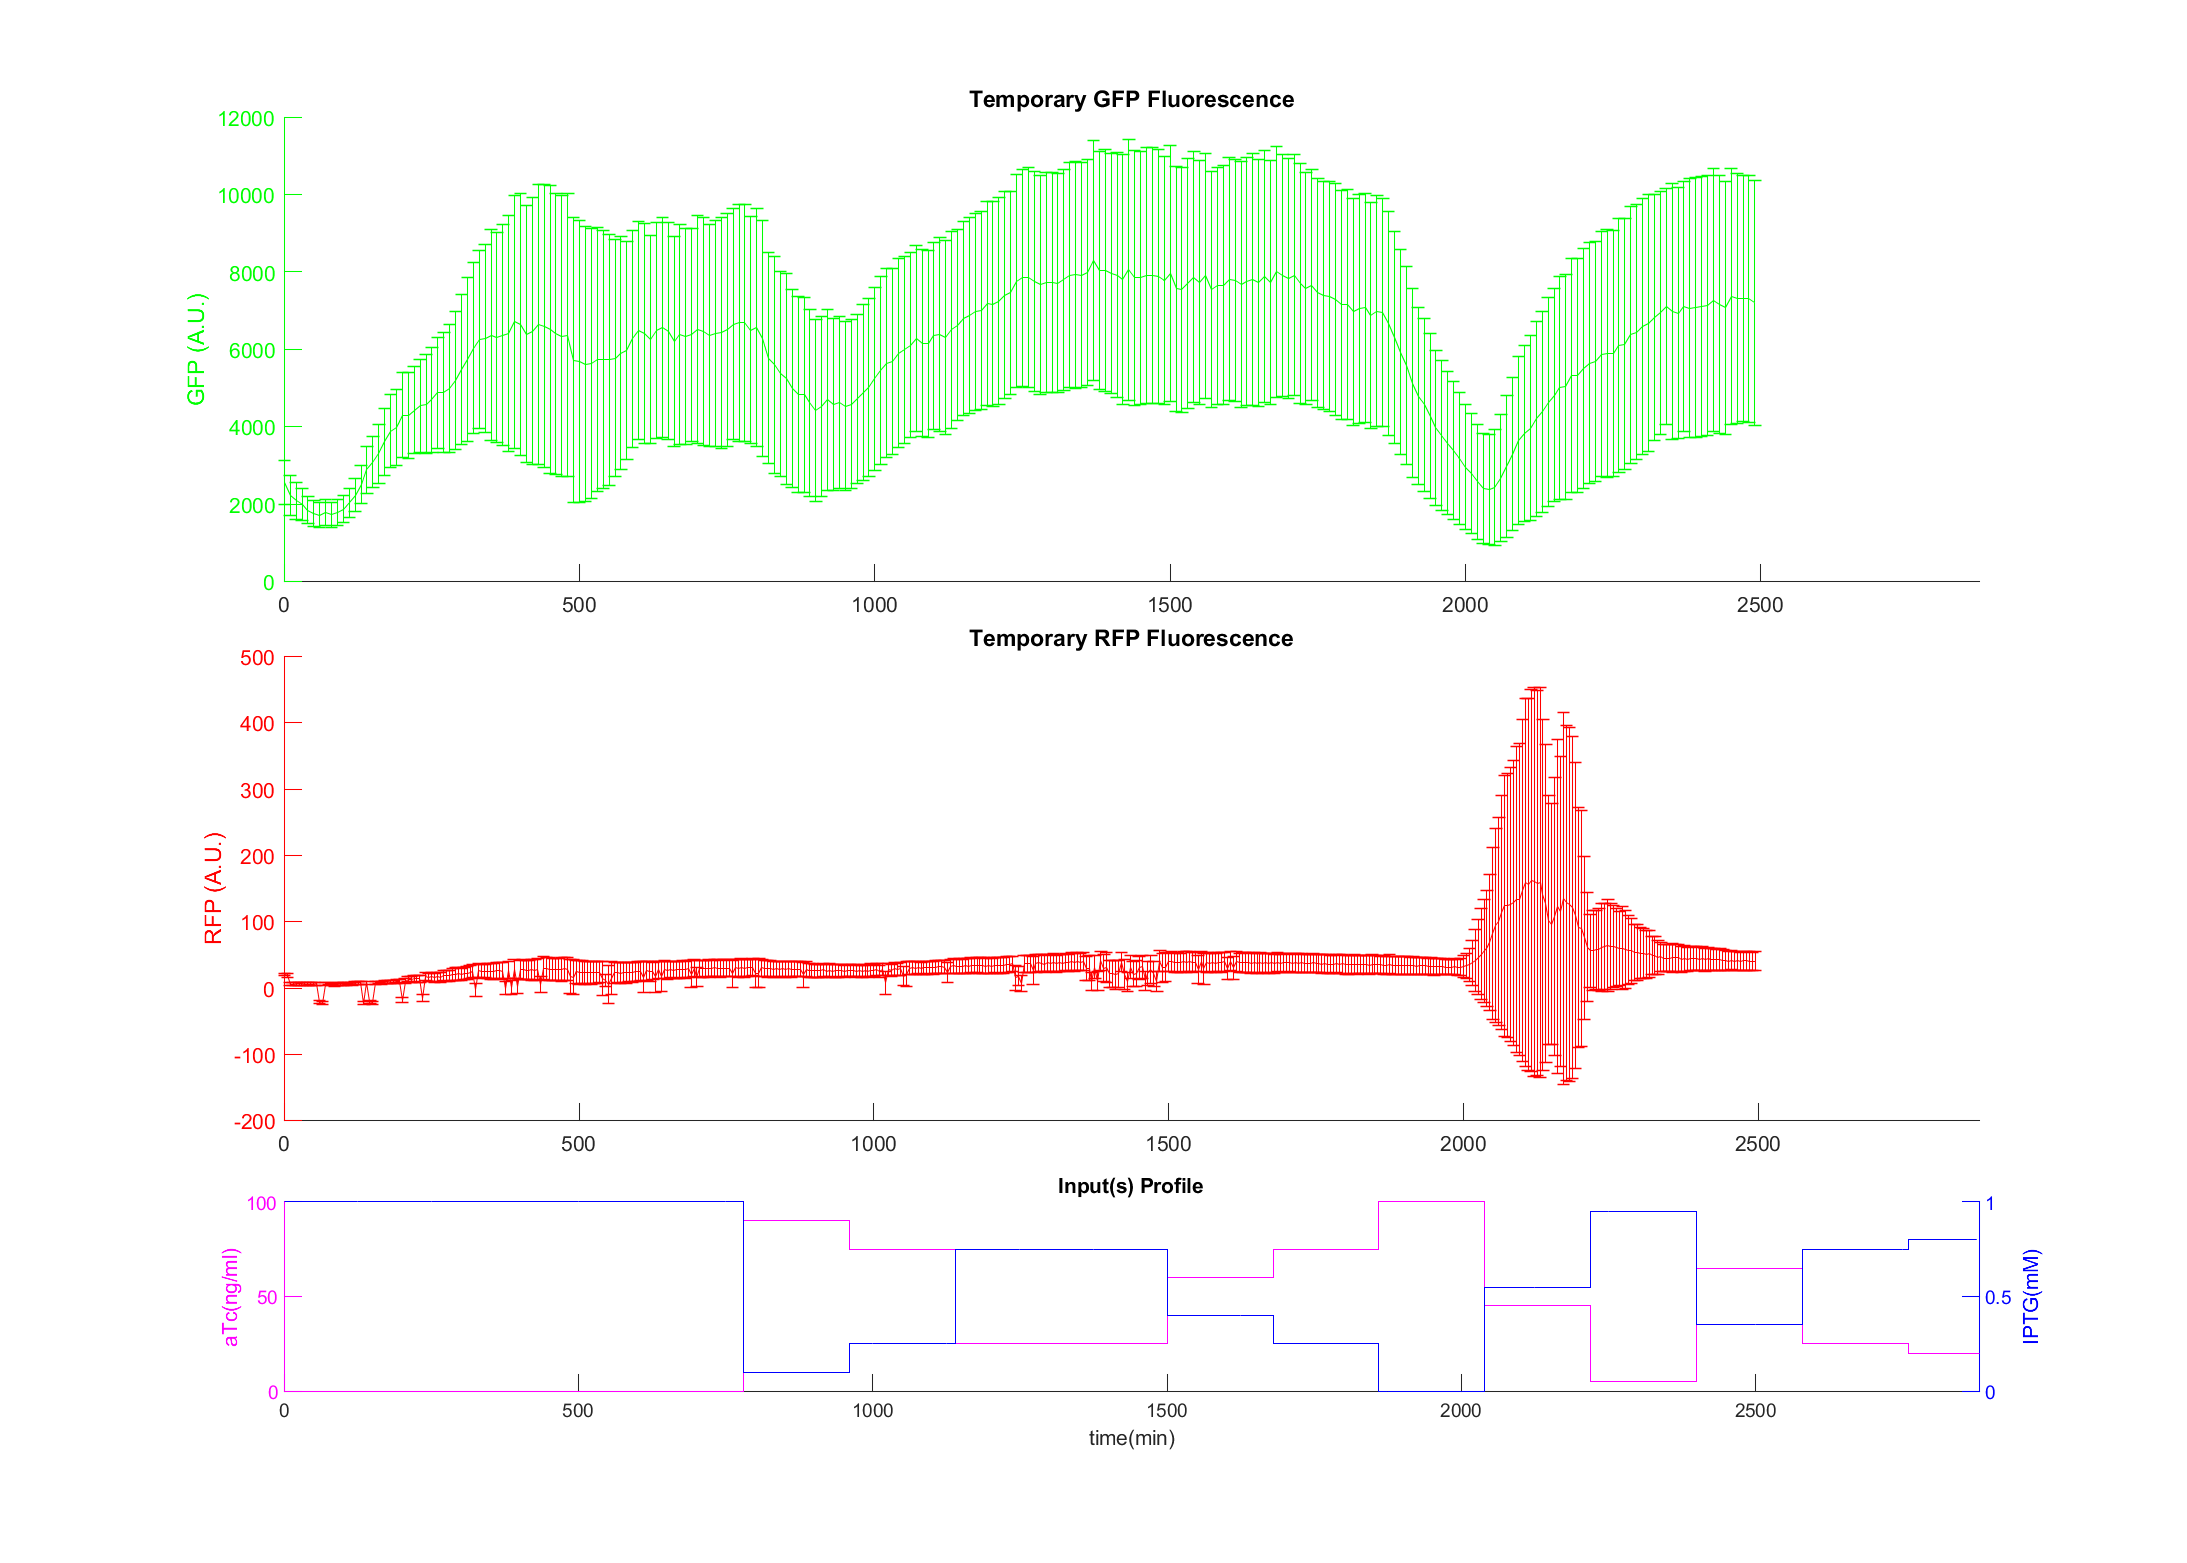 Temporary GFP Fluorescence
12000
10000
8000
6000
4000
2000
0
GFP (A.U.)
0 500 1000 1500 2000 2500
Temporary RFP Fluorescence
500
400
300
200
100
0
-100
-200
RFP (A.U.)
0 500 1000 1500 2000 2500
Input(s) Profile
100
50
0
aTc(ng/ml)
1
0.5
0
IPTG(mM)
0 500 1000 1500 2000 2500
time(min)